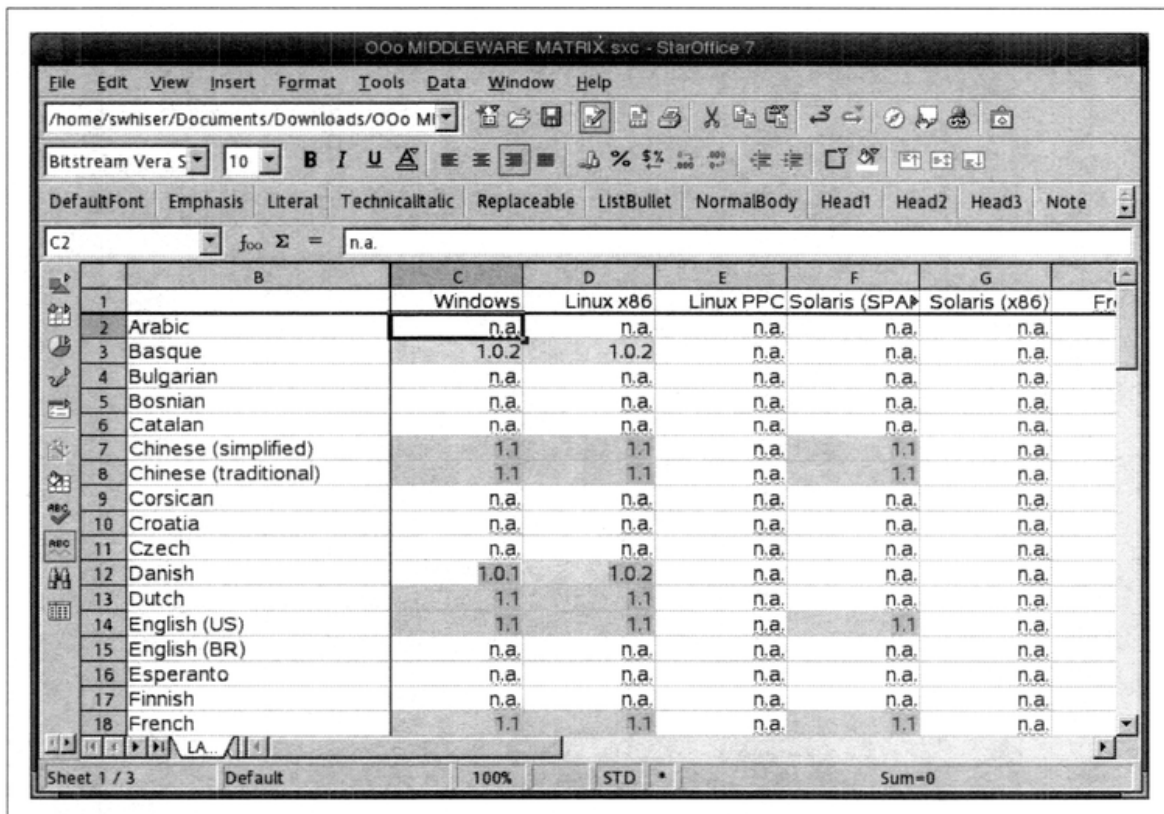 OOo MIDDLEWARE MATRIX.sxc - StarOffice 7
File Edit View Insert Format Tools Data Window Help
/home/swhiser/Documents/Downloads/OOo MI
Bitstream Vera S 10 B I U A
DefaultFont Emphasis Literal TechnicalItalic Replaceable ListBullet NormalBody Head1 Head2 Head3 Note
C2 foo Σ = n.a.
B C D E F G
1 Windows Linux x86 Linux PPC Solaris (SPA Solaris (x86) Fr
2 Arabic n.a. n.a. n.a. n.a. n.a.
3 Basque 1.0.2 1.0.2 n.a. n.a. n.a.
4 Bulgarian n.a. n.a. n.a. n.a. n.a.
5 Bosnian n.a. n.a. n.a. n.a. n.a.
6 Catalan n.a. n.a. n.a. n.a. n.a.
7 Chinese (simplified) 1.1 1.1 n.a. 1.1 n.a.
8 Chinese (traditional) 1.1 1.1 n.a. 1.1 n.a.
9 Corsican n.a. n.a. n.a. n.a. n.a.
10 Croatia n.a. n.a. n.a. n.a. n.a.
11 Czech n.a. n.a. n.a. n.a. n.a.
12 Danish 1.0.1 1.0.2 n.a. n.a. n.a.
13 Dutch 1.1 1.1 n.a. n.a. n.a.
14 English (US) 1.1 1.1 n.a. 1.1 n.a.
15 English (BR) n.a. n.a. n.a. n.a. n.a.
16 Esperanto n.a. n.a. n.a. n.a. n.a.
17 Finnish n.a. n.a. n.a. n.a. n.a.
18 French 1.1 1.1 n.a. 1.1 n.a.
LA...
Sheet 1 / 3 Default 100% STD * Sum=0